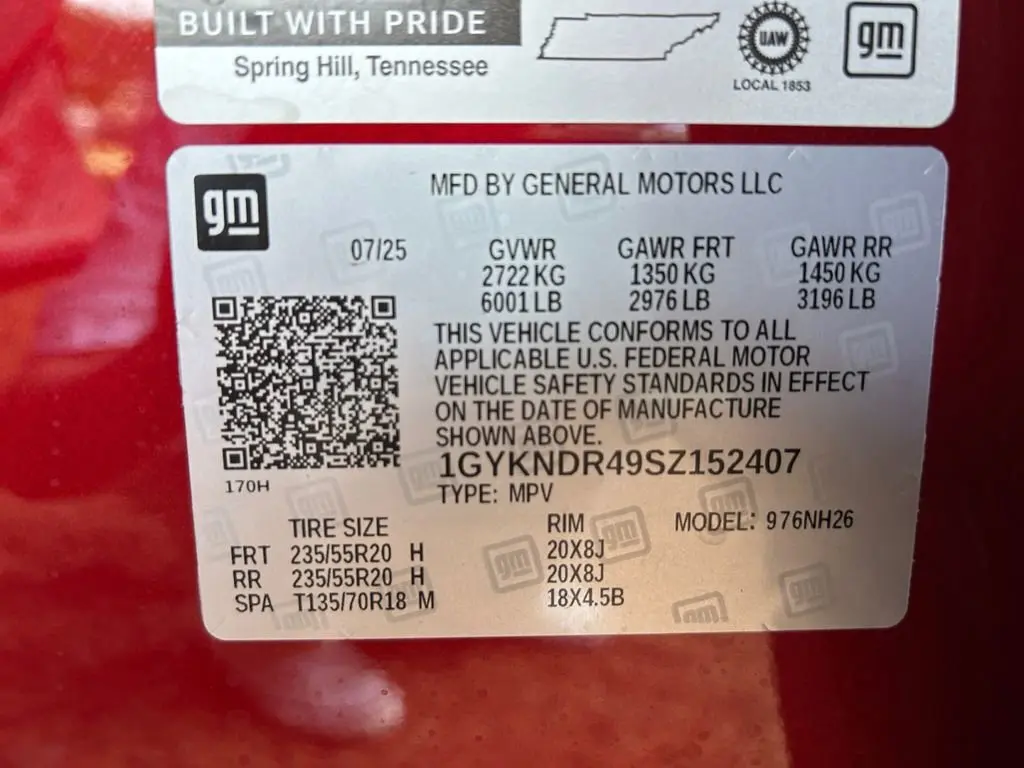 BUILT WITH PRIDE
Spring Hill, Tennessee
UAW
LOCAL 1853
gm
gm
MFD BY GENERAL MOTORS LLC
07/25 GVWR GAWR FRT GAWR RR
2722 KG 1350 KG 1450 KG
6001 LB 2976 LB 3196 LB
THIS VEHICLE CONFORMS TO ALL
APPLICABLE U.S. FEDERAL MOTOR
VEHICLE SAFETY STANDARDS IN EFFECT
ON THE DATE OF MANUFACTURE
SHOWN ABOVE.
1GYKNDR49SZ152407
170H
TYPE: MPV
TIRE SIZE RIM MODEL: 976NH26
FRT 235/55R20 H 20X8J
RR 235/55R20 H 20X8J
SPA T135/70R18 M 18X4.5B